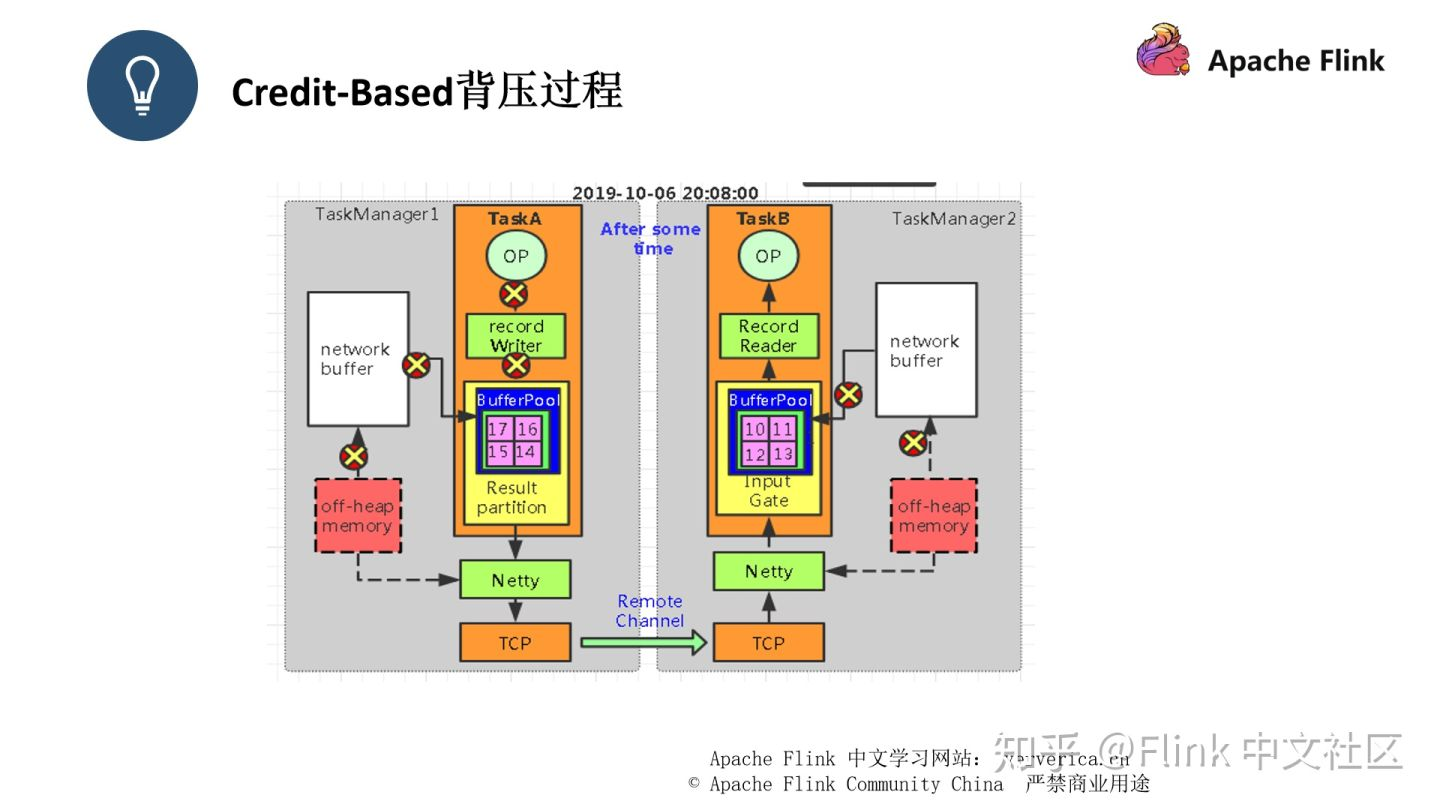 Apache Flink
Credit-Based背压过程
2019-10-06 20:08:00
TaskManager1
TaskA
After some
time
TaskB
TaskManager2
OP
OP
network
buffer
record
Writer
Record
Reader
network
buffer
BufferPool
17 16
15 14
BufferPool
10 11
12 13
Result
partition
Input
Gate
off-heap
memory
off-heap
memory
Netty
Netty
Remote
Channel
TCP
TCP
Apache Flink 中文学习网站: ververica.cn
© Apache Flink Community China 严禁商业用途
知乎 @Flink 中文社区